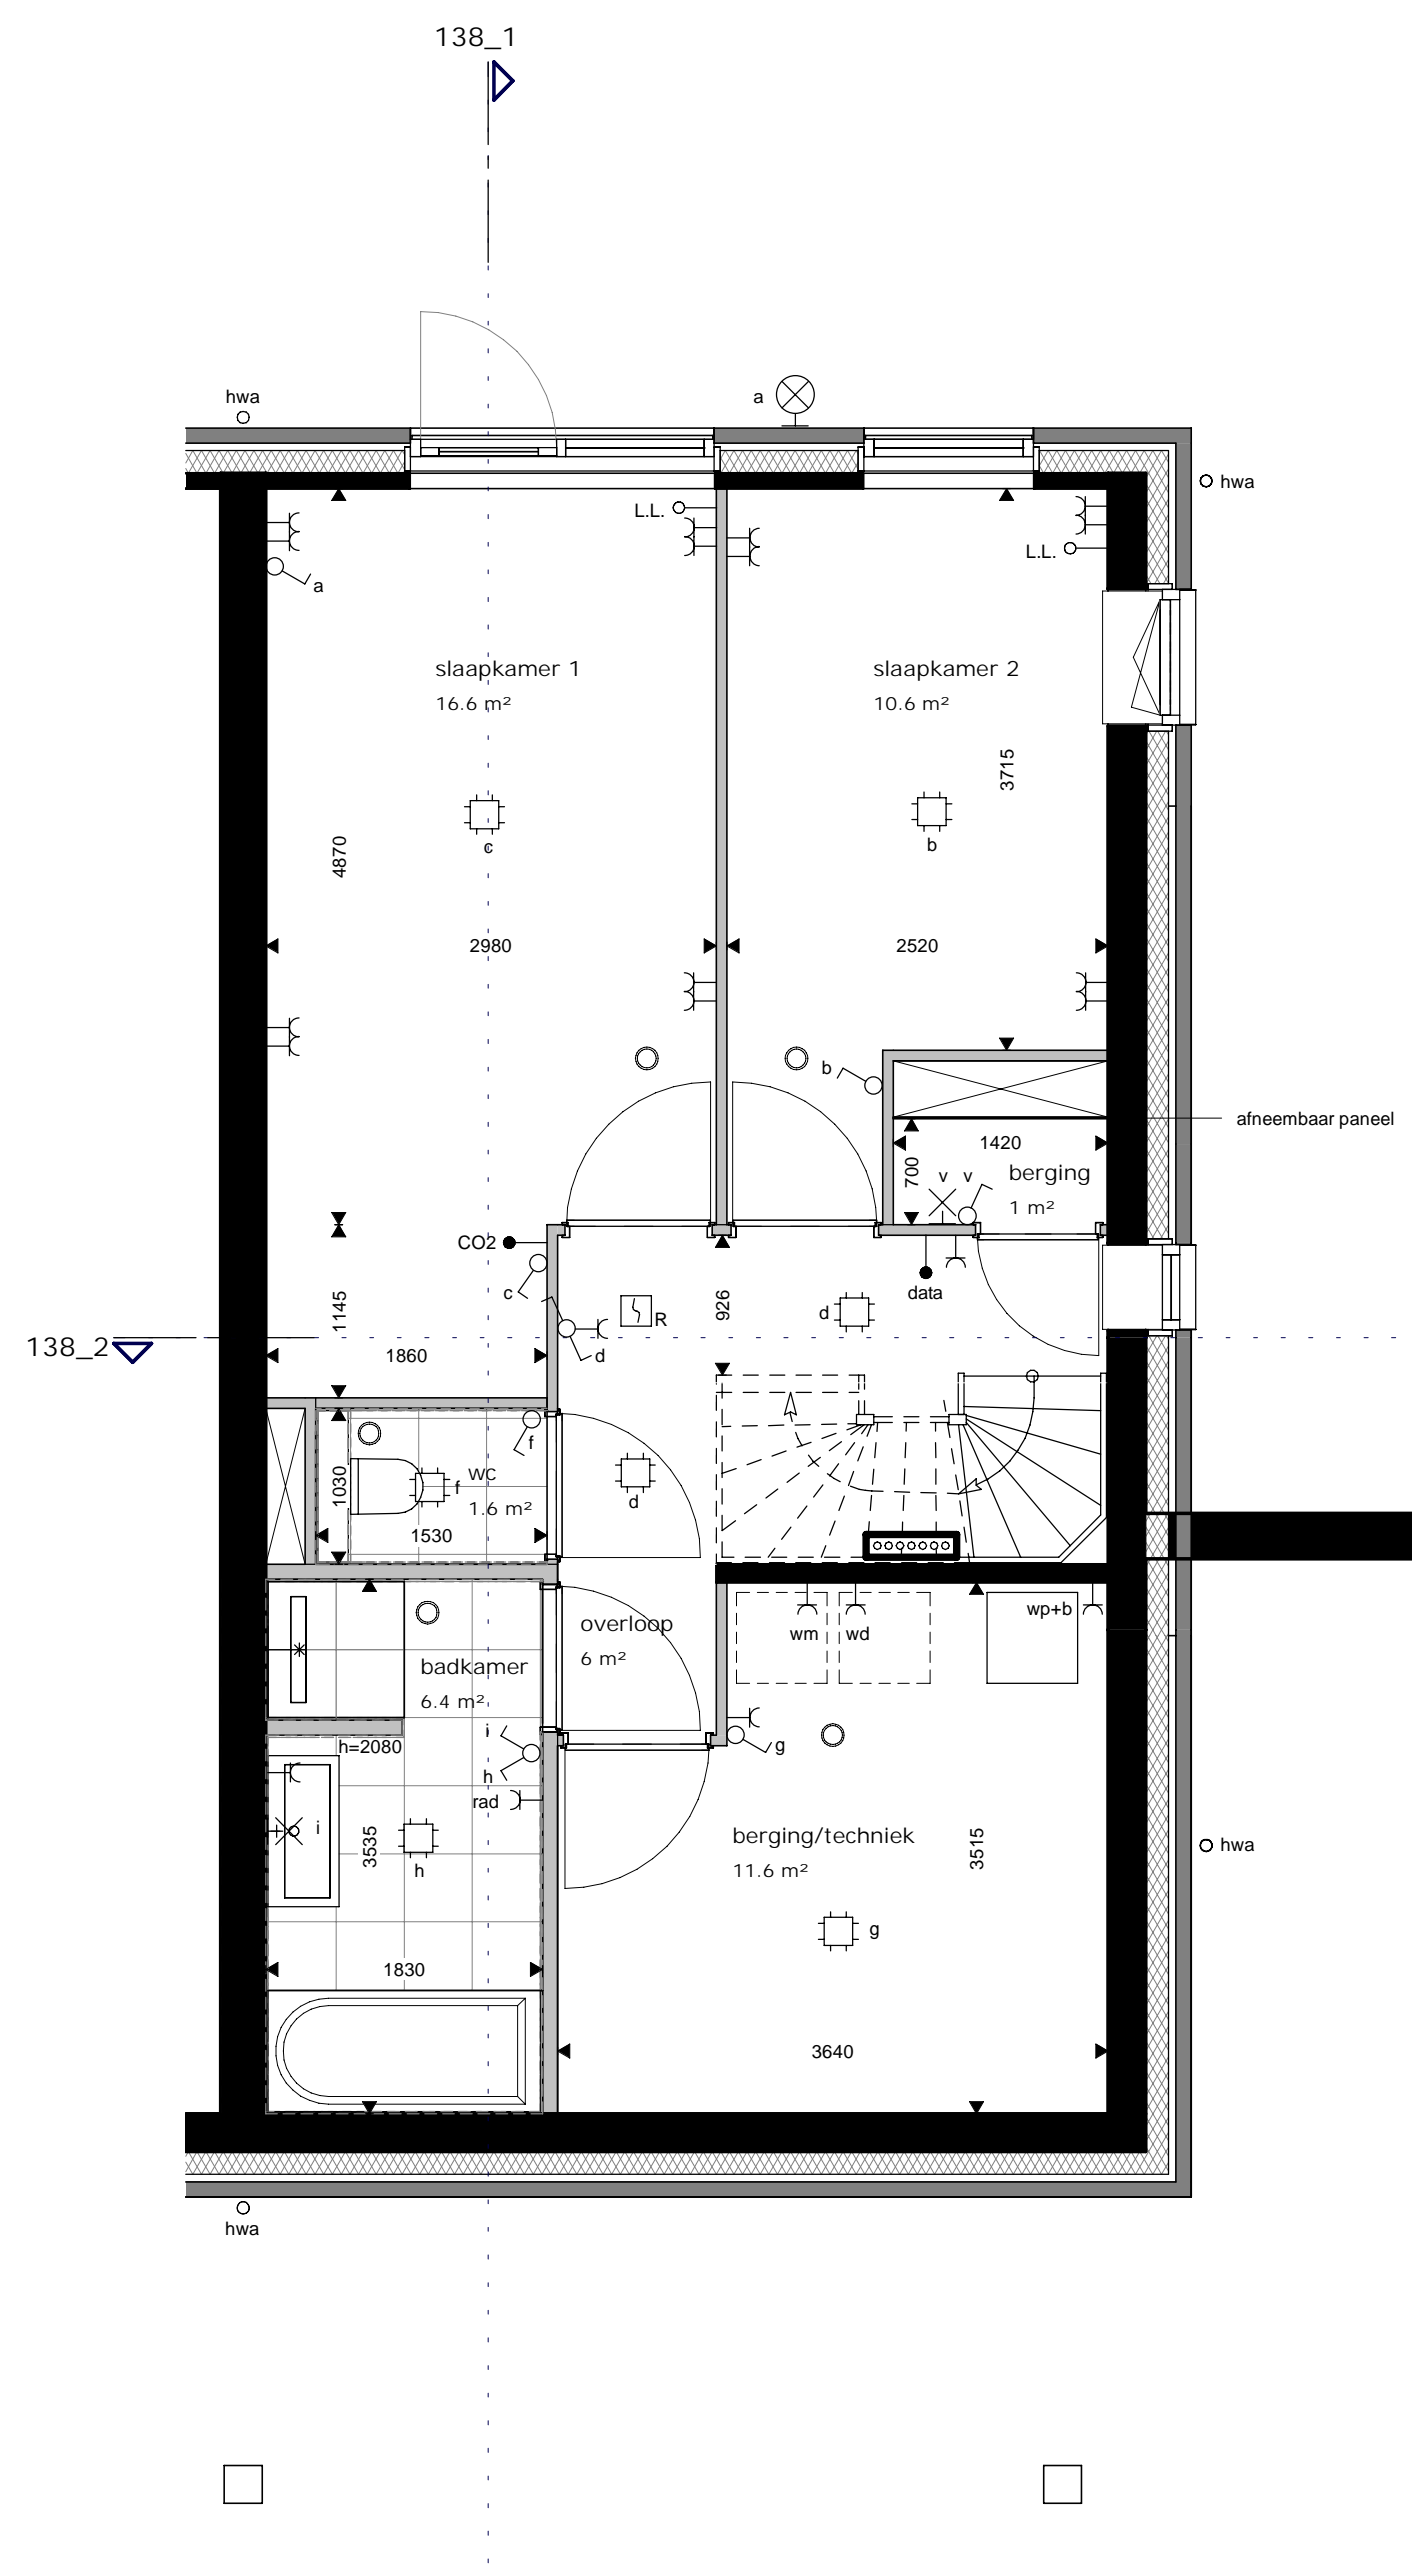 138_1
hwa
a
hwa
L.L.
L.L.
a
slaapkamer 1
16.6 m²
slaapkamer 2
10.6 m²
3715
c
b
4870
2980
2520
b
afneembaar paneel
1420
700
v v
berging
1 m²
CO2
c
data
R
926
d
1145
138_2
1860
d
f
1030
f
wc
1.6 m²
1530
d
overloop
6 m²
wm
wd
wp+b
badkamer
6.4 m²
i
h=2080
h
rad
g
i
3535
h
berging/techniek
11.6 m²
3515
hwa
g
1830
3640
hwa